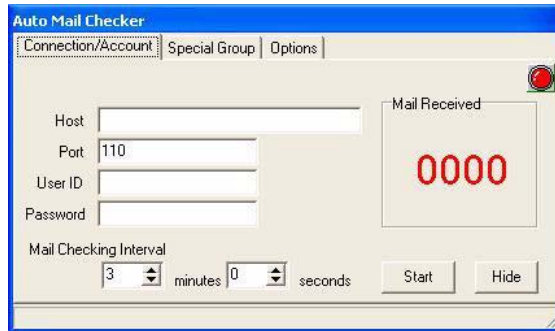 Auto Mail Checker
Connection/Account Special Group Options
Mail Received
Host
Port 110
0000
User ID
Password
Mail Checking Interval
3 minutes 0 seconds
Start Hide